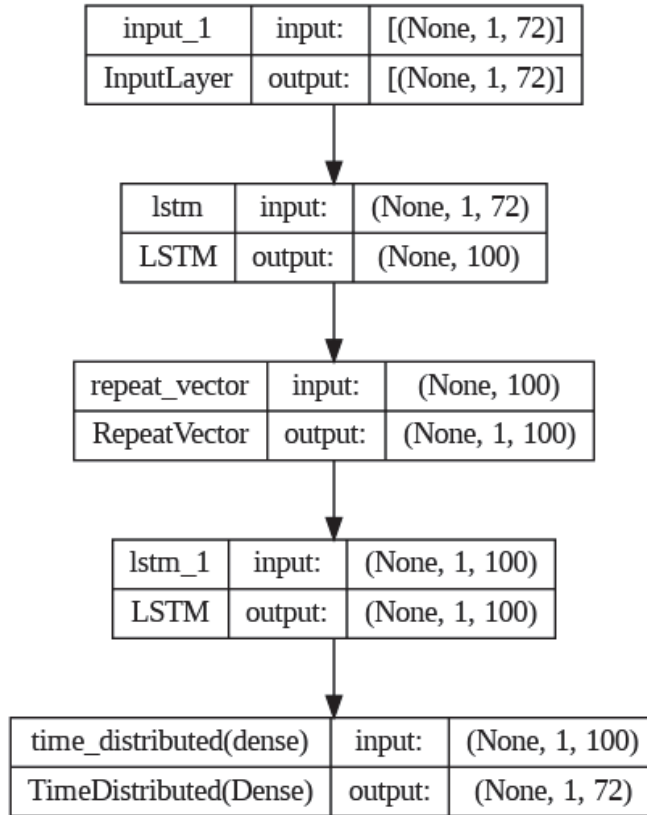 input_1 input: [(None, 1, 72)]
InputLayer output: [(None, 1, 72)]
lstm input: (None, 1, 72)
LSTM output: (None, 100)
repeat_vector input: (None, 100)
RepeatVector output: (None, 1, 100)
lstm_1 input: (None, 1, 100)
LSTM output: (None, 1, 100)
time_distributed(dense) input: (None, 1, 100)
TimeDistributed(Dense) output: (None, 1, 72)